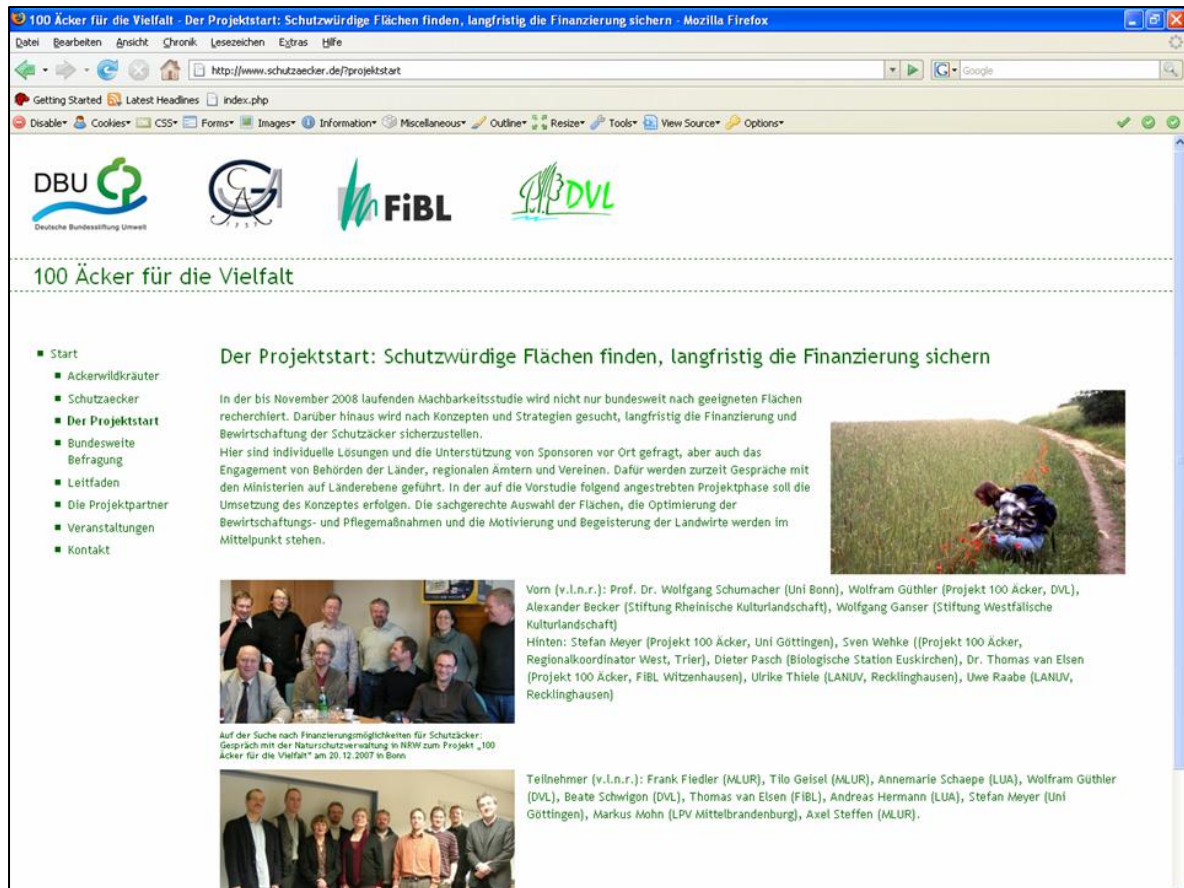 100 Äcker für die Vielfalt - Der Projektstart: Schutzwürdige Flächen finden, langfristig die Finanzierung sichern - Mozilla Firefox
Datei Bearbeiten Ansicht Chronik Lesezeichen Extras Hilfe
http://www.schutzaecker.de/?projektstart
Google
Getting Started Latest Headlines index.php
Disable Cookies CSS Forms Images Information Miscellaneous Outline Resize Tools View Source Options
DBU
Deutsche Bundesstiftung Umwelt
FiBL
DVL
100 Äcker für die Vielfalt
Start
Ackerwildkräuter
Schutzaecker
Der Projektstart
Bundesweite
Befragung
Leitfaden
Die Projektpartner
Veranstaltungen
Kontakt
Der Projektstart: Schutzwürdige Flächen finden, langfristig die Finanzierung sichern
In der bis November 2008 laufenden Machbarkeitsstudie wird nicht nur bundesweit nach geeigneten Flächen
recherchiert. Darüber hinaus wird nach Konzepten und Strategien gesucht, langfristig die Finanzierung und
Bewirtschaftung der Schutzäcker sicherzustellen.
Hier sind individuelle Lösungen und die Unterstützung von Sponsoren vor Ort gefragt, aber auch das
Engagement von Behörden der Länder, regionalen Ämtern und Vereinen. Dafür werden zurzeit Gespräche mit
den Ministerien auf Länderebene geführt. In der auf die Vorstudie folgend angestrebten Projektphase soll die
Umsetzung des Konzeptes erfolgen. Die sachgerechte Auswahl der Flächen, die Optimierung der
Bewirtschaftungs- und Pflegemaßnahmen und die Motivierung und Begeisterung der Landwirte werden im
Mittelpunkt stehen.
Vorn (v.l.n.r.): Prof. Dr. Wolfgang Schumacher (Uni Bonn), Wolfram Güthler (Projekt 100 Äcker, DVL),
Alexander Becker (Stiftung Rheinische Kulturlandschaft), Wolfgang Ganser (Stiftung Westfälische
Kulturlandschaft)
Hinten: Stefan Meyer (Projekt 100 Äcker, Uni Göttingen), Sven Wehke ((Projekt 100 Äcker,
Regionalkoordinator West, Trier), Dieter Pasch (Biologische Station Euskirchen), Dr. Thomas van Elsen
(Projekt 100 Äcker, FiBL Witzenhausen), Ulrike Thiele (LANUV, Recklinghausen), Uwe Raabe (LANUV,
Recklinghausen)
Auf der Suche nach Finanzierungsmöglichkeiten für Schutzäcker:
Gespräch mit der Naturschutzverwaltung in NRW zum Projekt „100
Äcker für die Vielfalt“ am 20.12.2007 in Bonn
Teilnehmer (v.l.n.r.): Frank Fiedler (MLUR), Tilo Geisel (MLUR), Annemarie Schaepe (LUA), Wolfram Güthler
(DVL), Beate Schwigon (DVL), Thomas van Elsen (FiBL), Andreas Hermann (LUA), Stefan Meyer (Uni
Göttingen), Markus Mohn (LPV Mittelbrandenburg), Axel Steffen (MLUR).